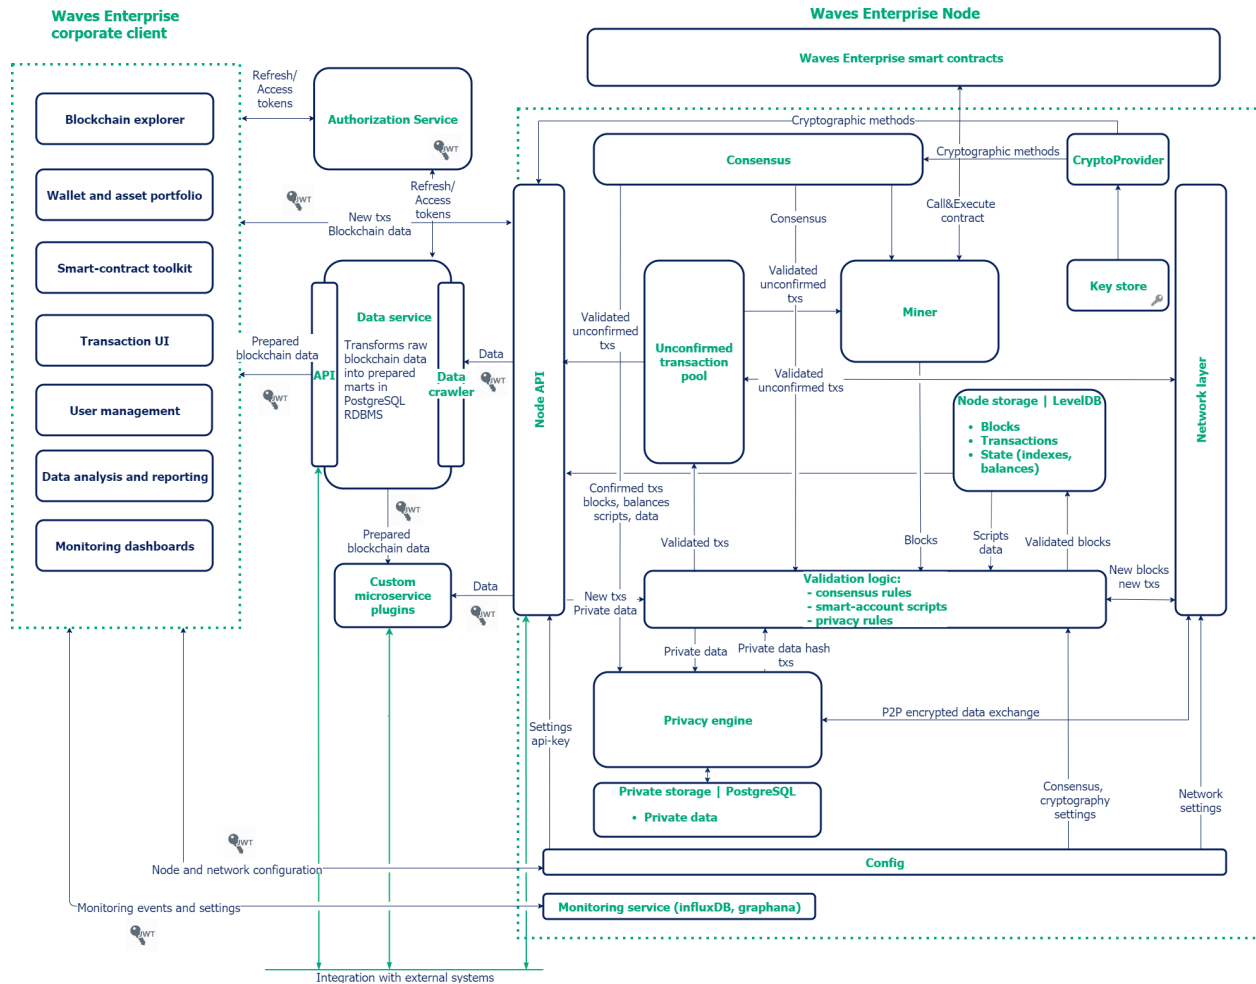 Waves Enterprise
corporate client
Waves Enterprise Node
Waves Enterprise smart contracts
Refresh/
Access
tokens
Blockchain explorer
Authorization Service
JWT
Cryptographic methods
Consensus
Cryptographic methods
CryptoProvider
Wallet and asset portfolio
JWT
Refresh/
Access
tokens
New txs
Blockchain data
Consensus
Call&Execute
contract
Smart-contract toolkit
Validated
unconfirmed
txs
Key store
Data service
Transforms raw
blockchain data
into prepared
marts in
PostgreSQL
RDBMS
API
Data
crawler
Transaction UI
Prepared
blockchain data
JWT
Data
JWT
Node API
Validated
unconfirmed
txs
Unconfirmed
transaction
pool
Miner
Validated
unconfirmed txs
Network layer
User management
Node storage | LevelDB
• Blocks
• Transactions
• State (indexes,
balances)
Data analysis and reporting
JWT
Confirmed txs
blocks, balances
scripts, data
Monitoring dashboards
Prepared
blockchain data
Validated txs
Blocks
Scripts
data
Validated blocks
Custom
microservice
plugins
Data
JWT
New txs
Private data
Validation logic:
- consensus rules
- smart-account scripts
- privacy rules
New blocks
new txs
Private data
Private data hash
txs
Privacy engine
P2P encrypted data exchange
Settings
api-key
Private storage | PostgreSQL
• Private data
Consensus,
cryptography
settings
Network
settings
JWT
Node and network configuration
Config
Monitoring events and settings
Monitoring service (influxDB, graphana)
JWT
Integration with external systems